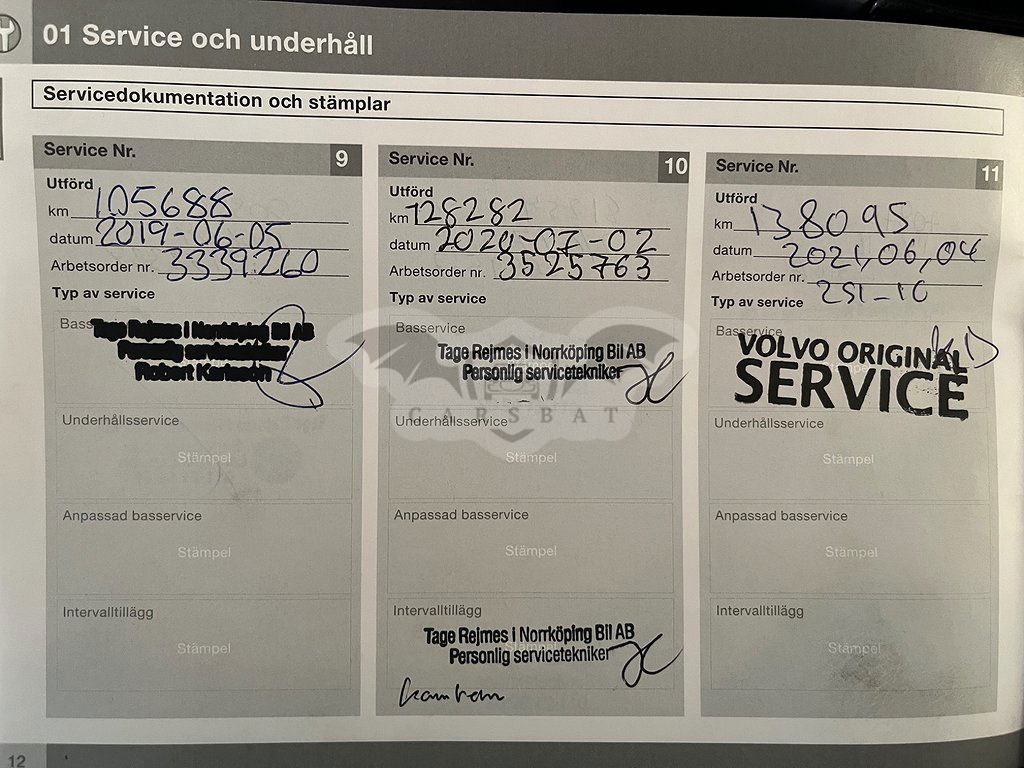 01 Service och underhåll
Servicedokumentation och stämplar
Service Nr. 9
Utförd
km 105688
datum 2019-06-05
Arbetsorder nr. 3339260
Typ av service
Basservice
Tage Rejmes i Norrköping Bil AB
Personlig servicetekniker
Robert Karlsson
Underhållsservice
Stämpel
Anpassad basservice
Stämpel
Intervalltillägg
Stämpel
Service Nr. 10
Utförd
km 128282
datum 2020-07-02
Arbetsorder nr. 3525763
Typ av service
Basservice
Tage Rejmes i Norrköping Bil AB
Personlig servicetekniker
Underhållsservice
Stämpel
Anpassad basservice
Stämpel
Intervalltillägg
Tage Rejmes i Norrköping Bil AB
Stämpel
Personlig servicetekniker
kamrem
Service Nr. 11
Utförd
km 138095
datum 2021,06,04
Arbetsorder nr.
Typ av service
Basservice
VOLVO ORIGINAL
SERVICE
Underhållsservice
Stämpel
Anpassad basservice
Stämpel
Intervalltillägg
Stämpel
CARSBAT
12